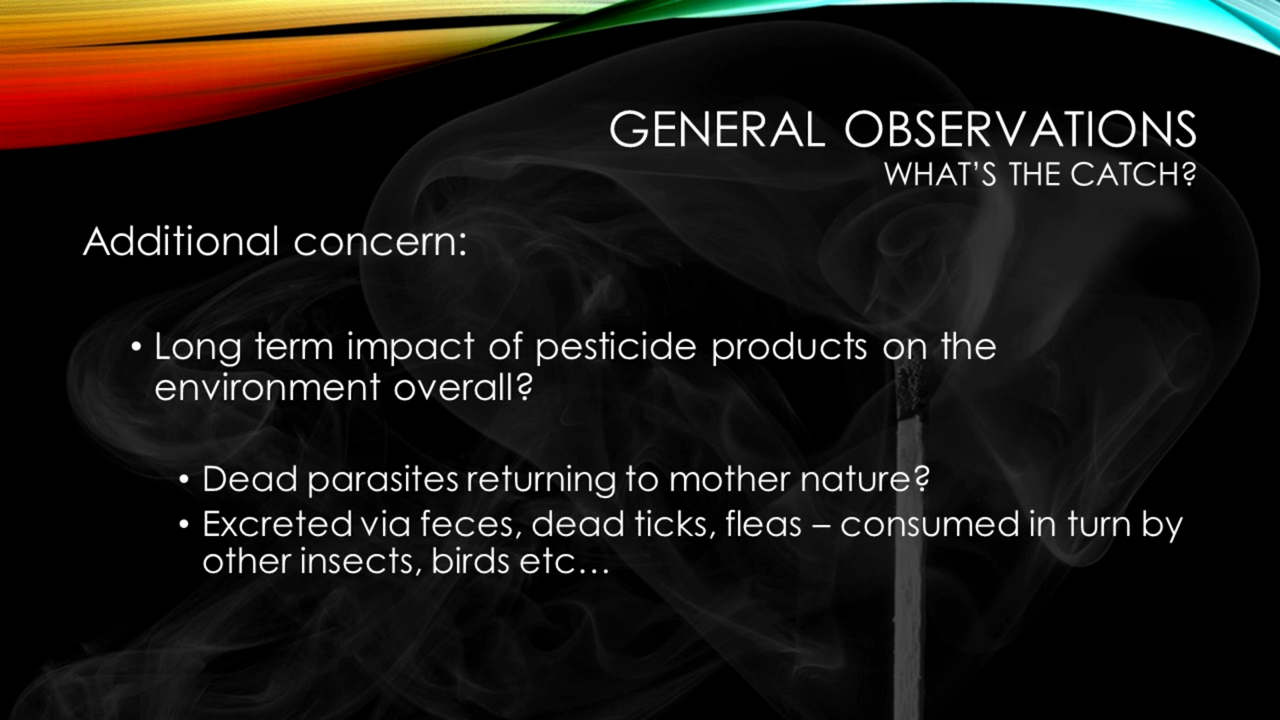 GENERAL OBSERVATIONS
WHAT'S THE CATCH?
Additional concern:
• Long term impact of pesticide products on the
environment overall?
• Dead parasites returning to mother nature?
• Excreted via feces, dead ticks, fleas – consumed in turn by
other insects, birds etc…